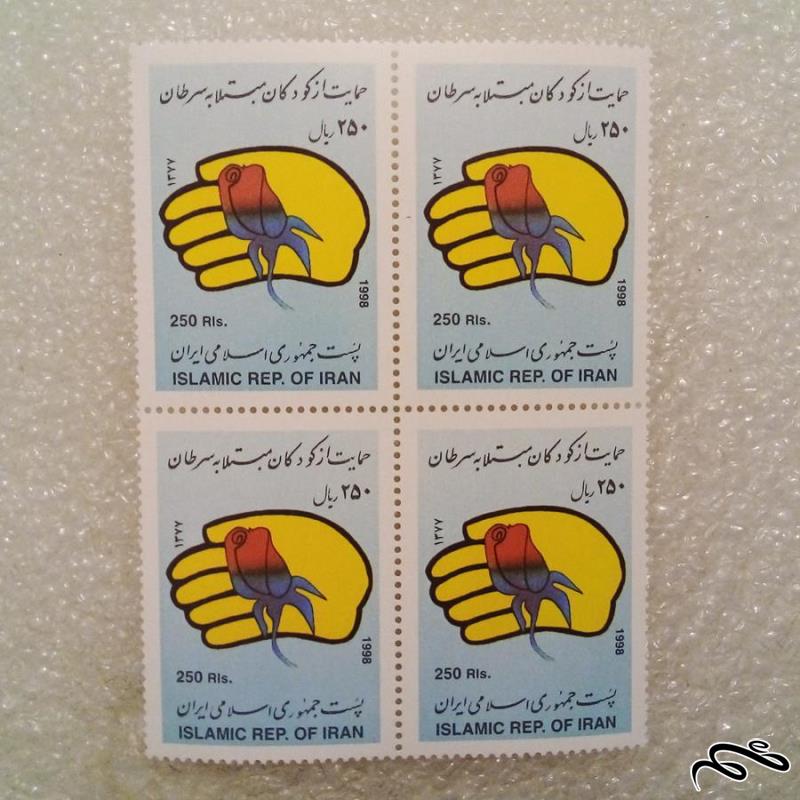 حمایت از کودکان مبتلا به سرطان
۲۵۰ ریال
۱۳۷۷
1998
250 Rls.
پست جمهوری اسلامی ایران
ISLAMIC REP. OF IRAN
حمایت از کودکان مبتلا به سرطان
۲۵۰ ریال
۱۳۷۷
1998
250 Rls.
پست جمهوری اسلامی ایران
ISLAMIC REP. OF IRAN
حمایت از کودکان مبتلا به سرطان
۲۵۰ ریال
۱۳۷۷
1998
250 Rls.
پست جمهوری اسلامی ایران
ISLAMIC REP. OF IRAN
حمایت از کودکان مبتلا به سرطان
۲۵۰ ریال
۱۳۷۷
1998
250 Rls.
پست جمهوری اسلامی ایران
ISLAMIC REP. OF IRAN